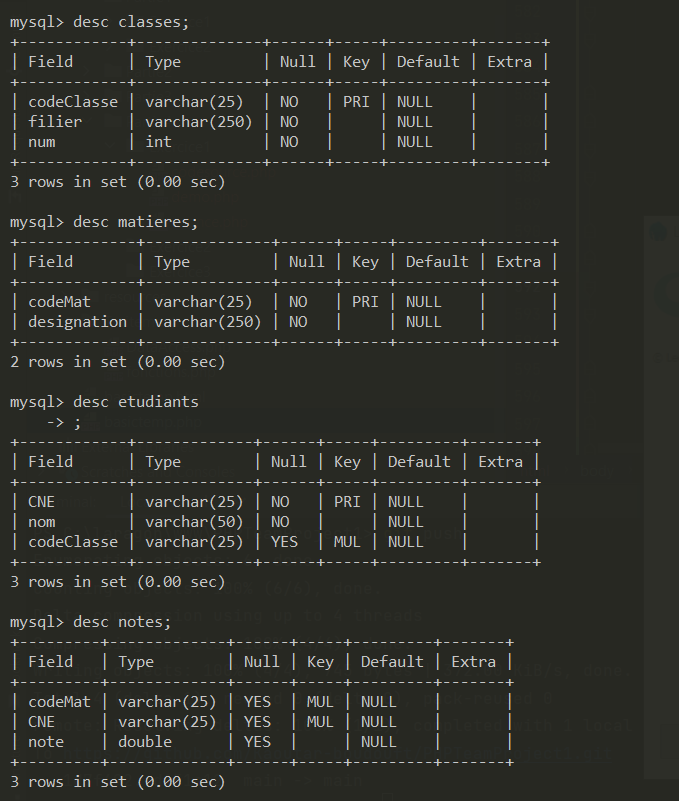 mysql> desc classes;
+------------+--------------+------+-----+---------+-------+
| Field      | Type         | Null | Key | Default | Extra |
+------------+--------------+------+-----+---------+-------+
| codeClasse | varchar(25)  | NO   | PRI | NULL    |       |
| filier     | varchar(250) | NO   |     | NULL    |       |
| num        | int          | NO   |     | NULL    |       |
+------------+--------------+------+-----+---------+-------+
3 rows in set (0.00 sec)
mysql> desc matieres;
+-------------+--------------+------+-----+---------+-------+
| Field       | Type         | Null | Key | Default | Extra |
+-------------+--------------+------+-----+---------+-------+
| codeMat     | varchar(25)  | NO   | PRI | NULL    |       |
| designation | varchar(250) | NO   |     | NULL    |       |
+-------------+--------------+------+-----+---------+-------+
2 rows in set (0.00 sec)
mysql> desc etudiants
    -> ;
+------------+-------------+------+-----+---------+-------+
| Field      | Type        | Null | Key | Default | Extra |
+------------+-------------+------+-----+---------+-------+
| CNE        | varchar(25) | NO   | PRI | NULL    |       |
| nom        | varchar(50) | NO   |     | NULL    |       |
| codeClasse | varchar(25) | YES  | MUL | NULL    |       |
+------------+-------------+------+-----+---------+-------+
3 rows in set (0.00 sec)
mysql> desc notes;
+---------+-------------+------+-----+---------+-------+
| Field   | Type        | Null | Key | Default | Extra |
+---------+-------------+------+-----+---------+-------+
| codeMat | varchar(25) | YES  | MUL | NULL    |       |
| CNE     | varchar(25) | YES  | MUL | NULL    |       |
| note    | double      | YES  |     | NULL    |       |
+---------+-------------+------+-----+---------+-------+
3 rows in set (0.00 sec)